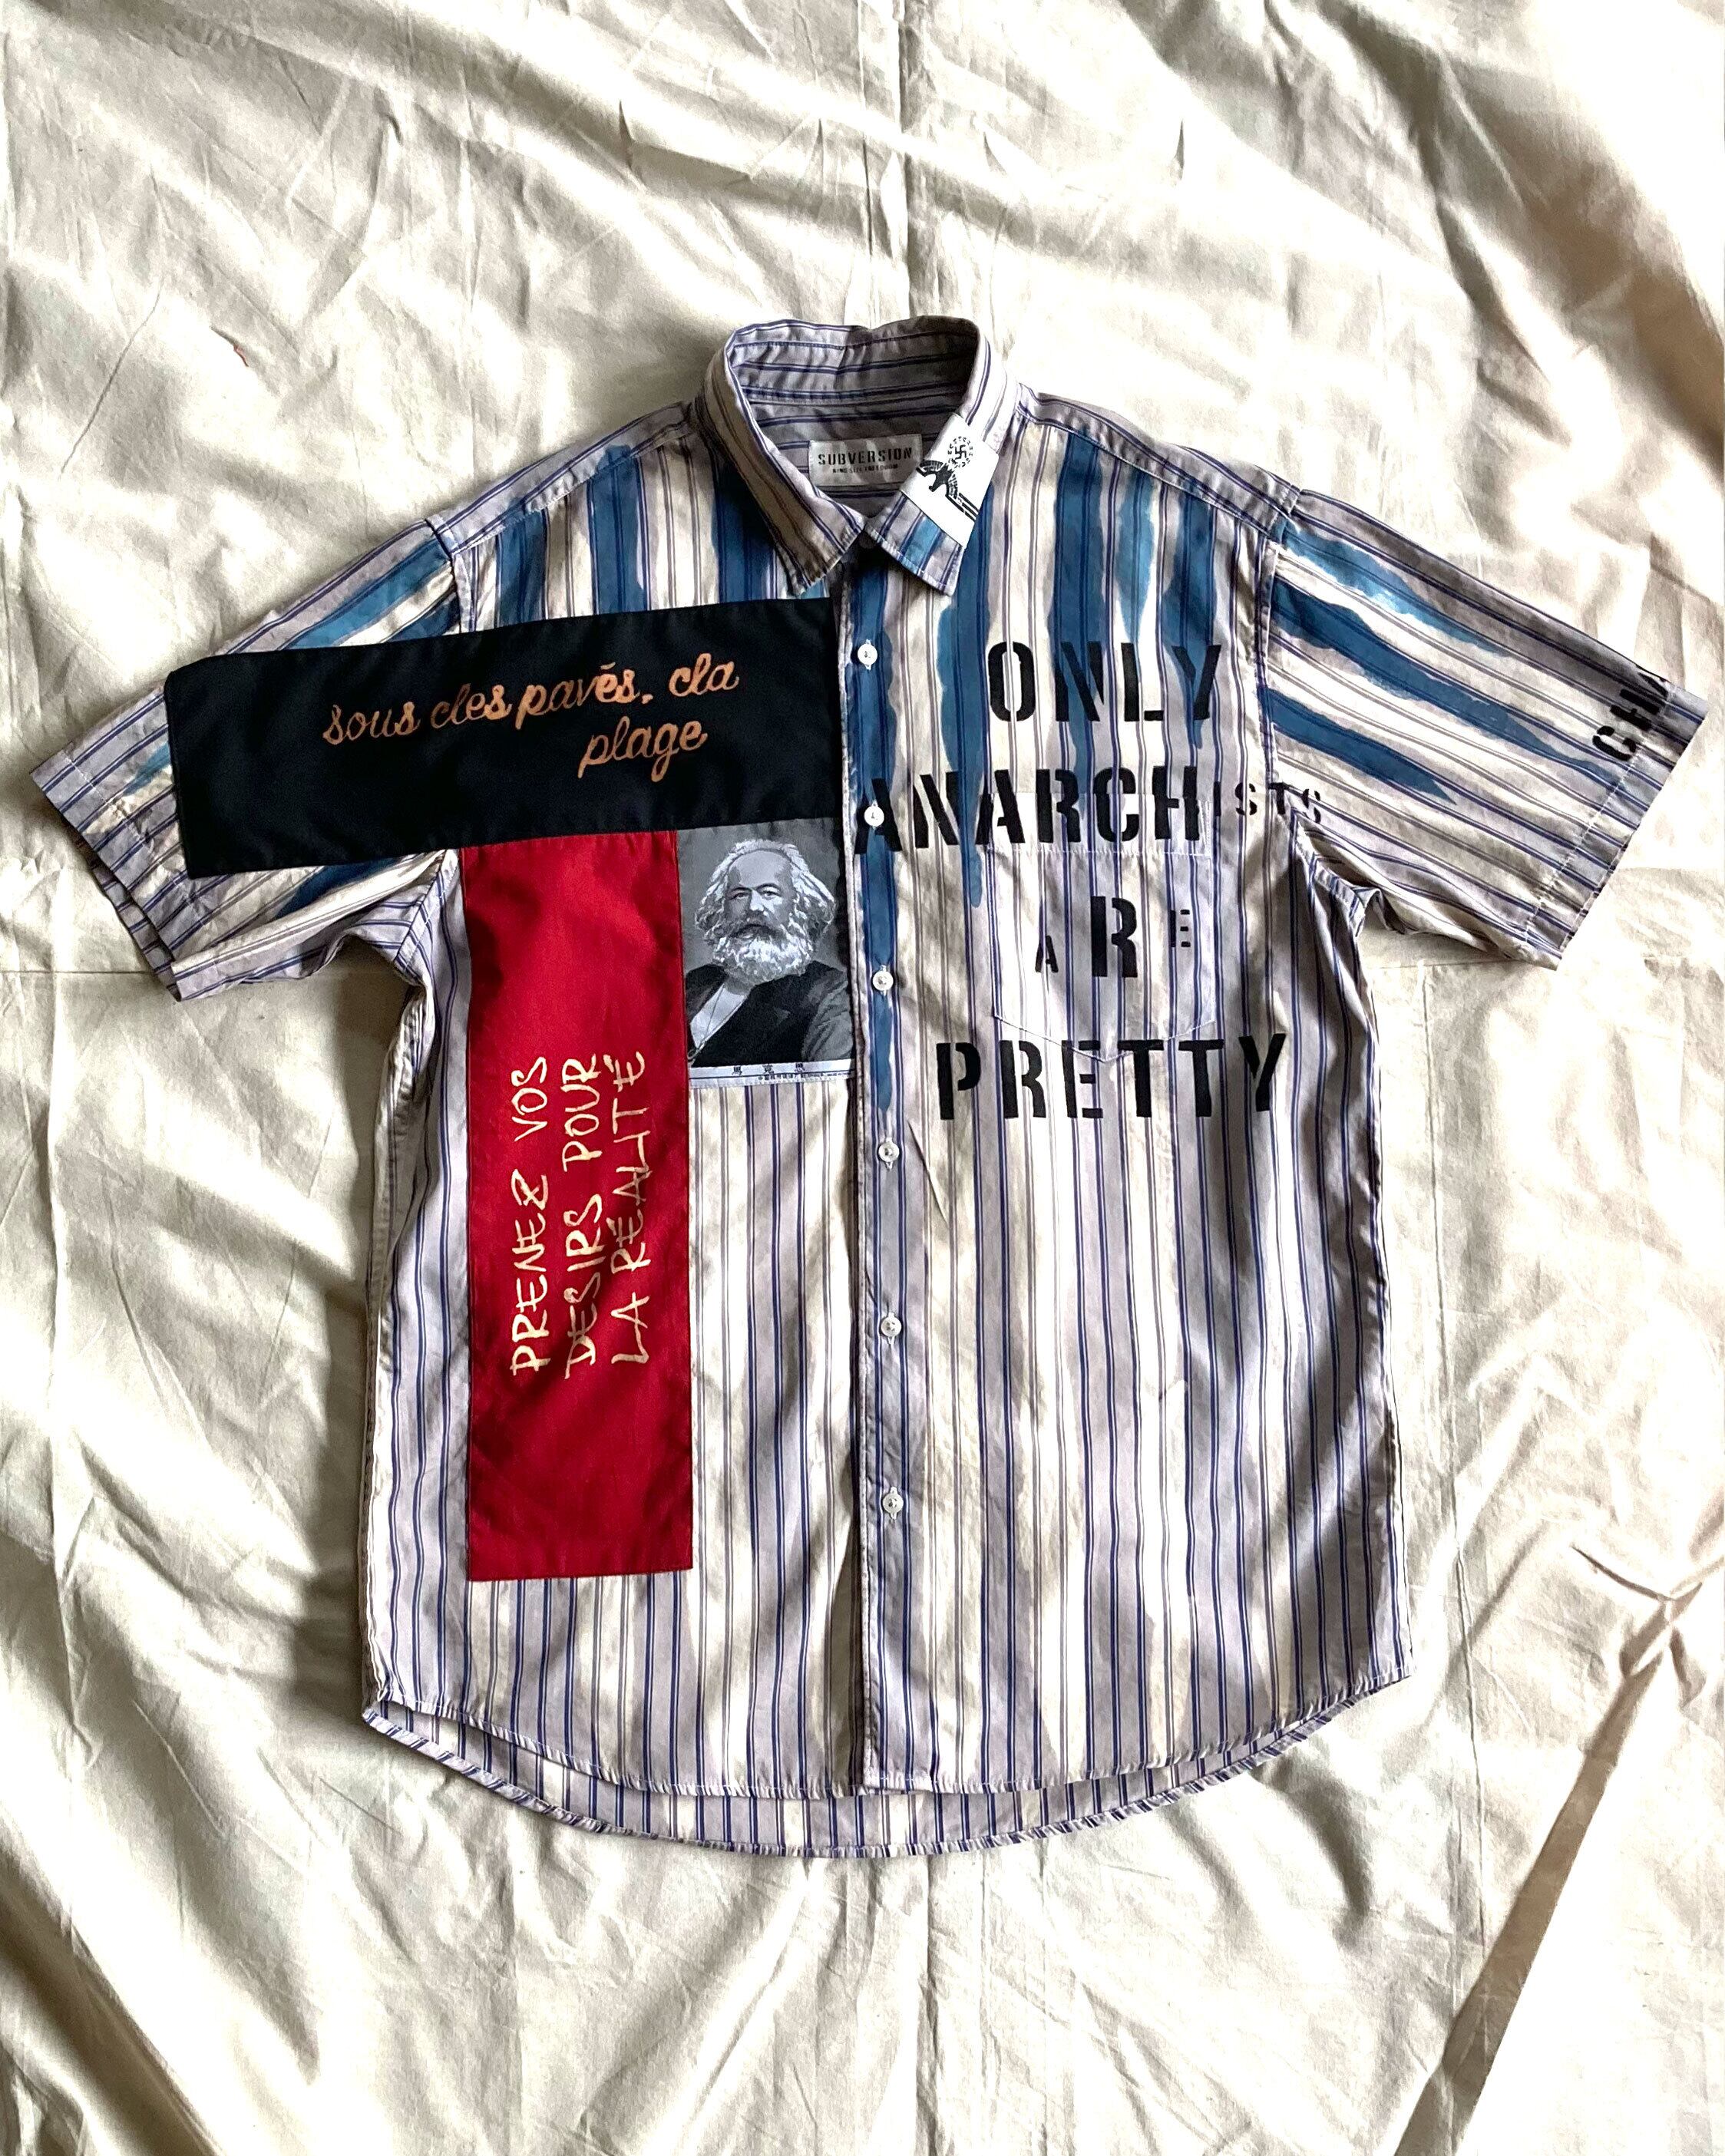 SUBVERSION
sous des pavés, da
plage
ONLY
ANARCHISTS
ARE
PRETTY
PRENEZ VOS
DESIRS POUR
LA RÉALITÉ